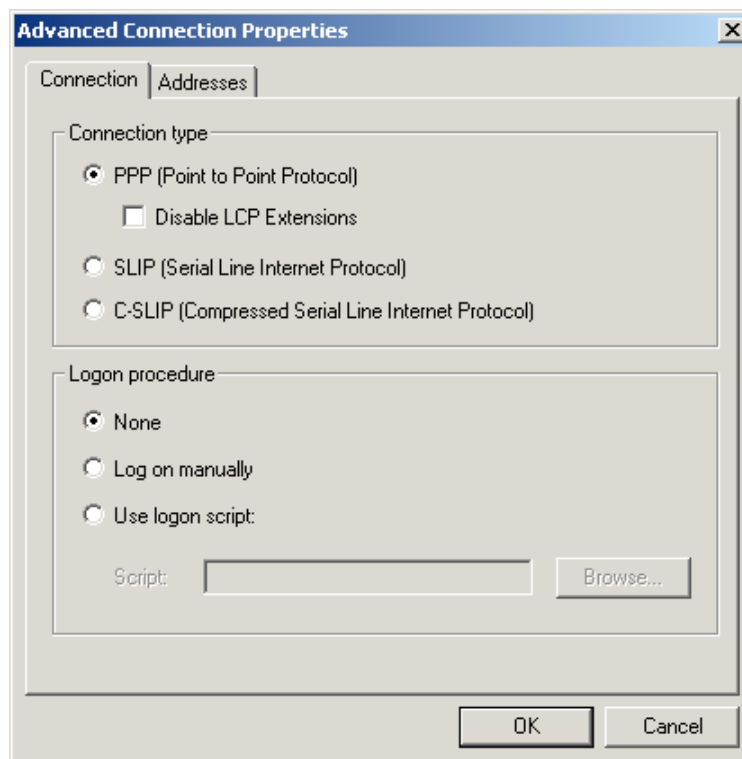 Advanced Connection Properties
Connection
Addresses
Connection type
PPP (Point to Point Protocol)
Disable LCP Extensions
SLIP (Serial Line Internet Protocol)
C-SLIP (Compressed Serial Line Internet Protocol)
Logon procedure
None
Log on manually
Use logon script:
Script:
Browse...
OK
Cancel